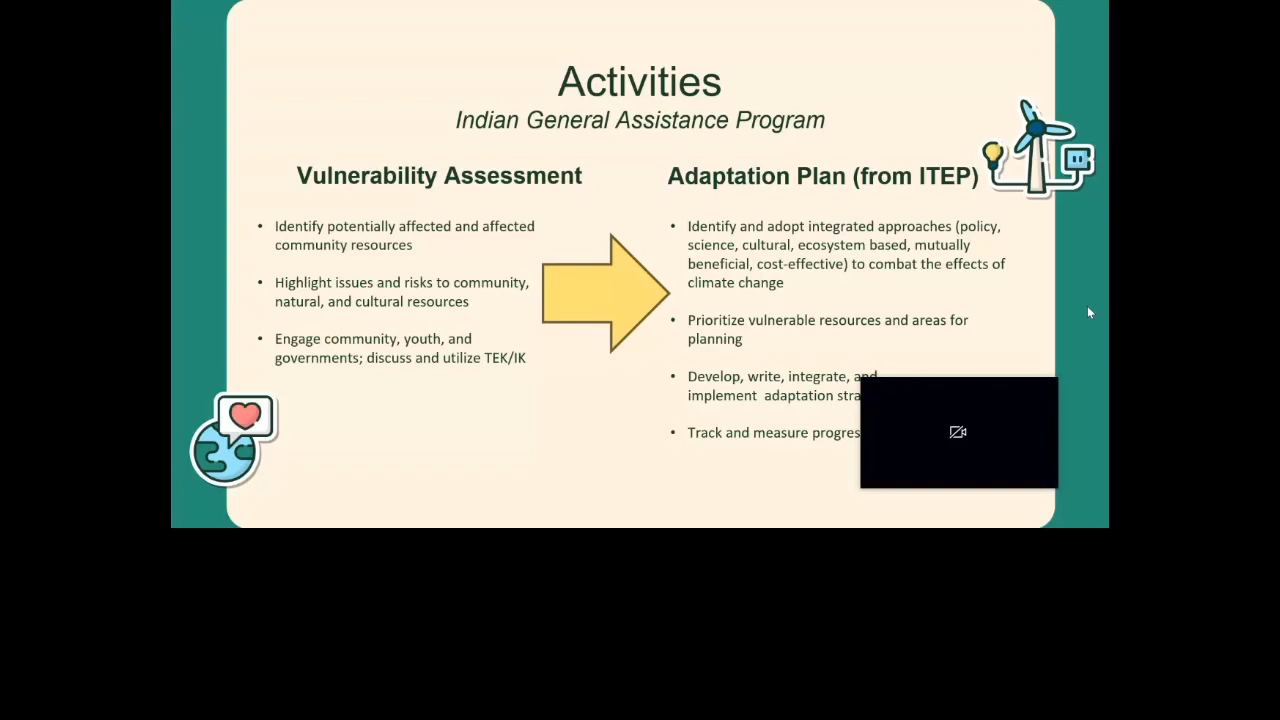 Activities
Indian General Assistance Program
Vulnerability Assessment
• Identify potentially affected and affected
community resources
• Highlight issues and risks to community,
natural, and cultural resources
• Engage community, youth, and
governments; discuss and utilize TEK/IK
Adaptation Plan (from ITEP)
• Identify and adopt integrated approaches (policy,
science, cultural, ecosystem based, mutually
beneficial, cost-effective) to combat the effects of
climate change
• Prioritize vulnerable resources and areas for
planning
• Develop, write, integrate, and
implement adaptation
• Track and measure